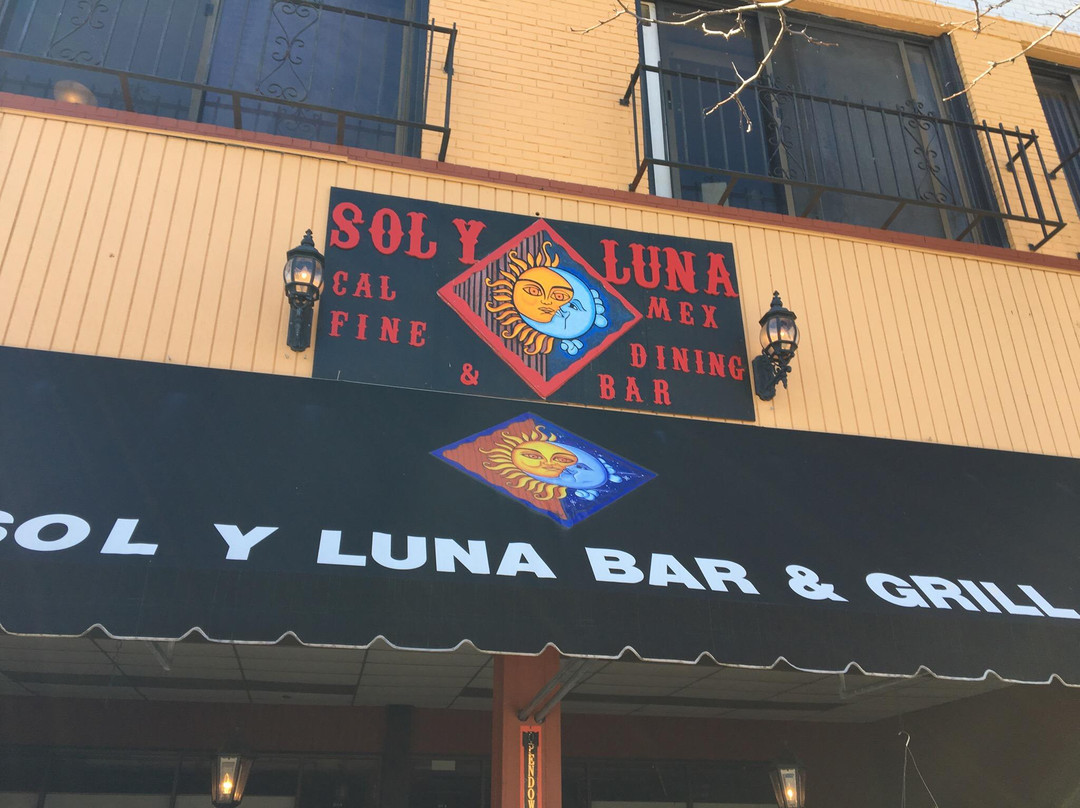 SOL Y LUNA
CAL MEX
FINE DINING
& BAR
SOL Y LUNA BAR & GRILL